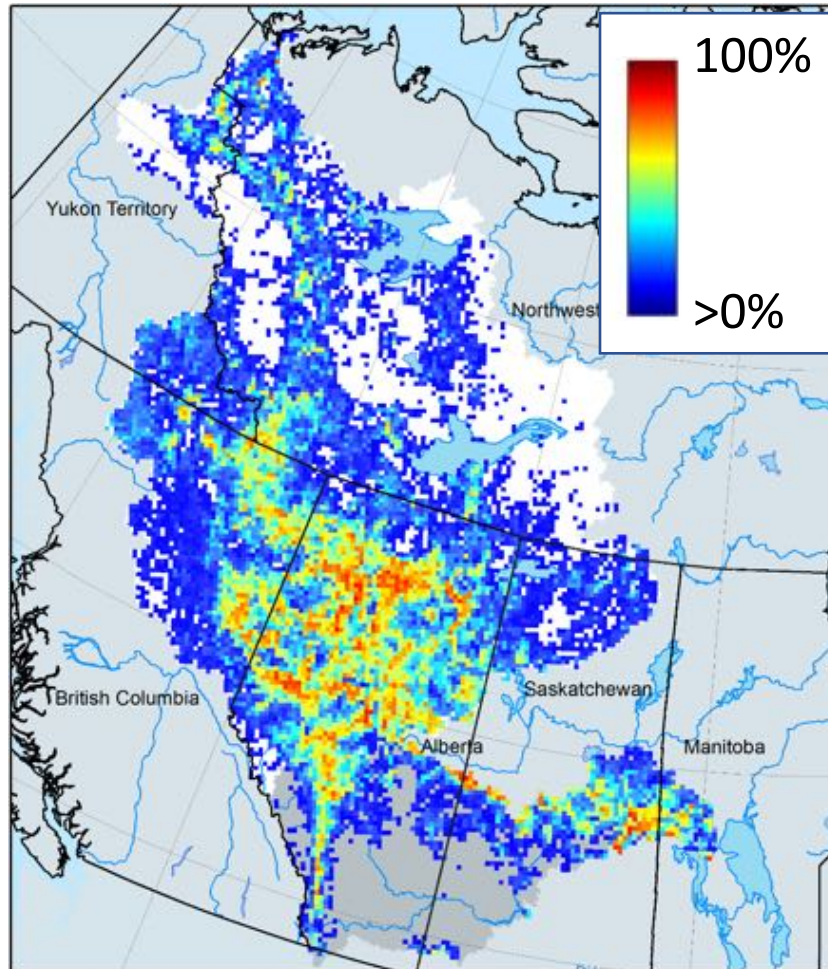 100%
>0%
Yukon Territory
Northwest
British Columbia
Alberta
Saskatchewan
Manitoba